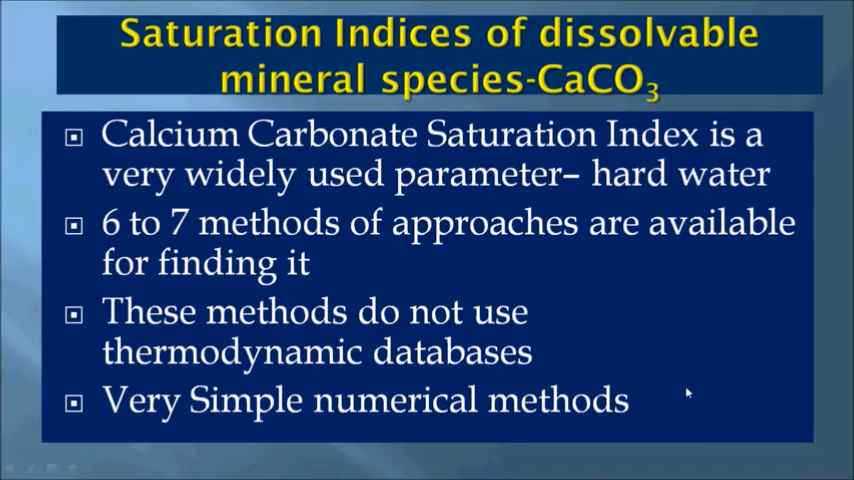 Saturation Indices of dissolvable
mineral species-CaCO₃
Calcium Carbonate Saturation Index is a
very widely used parameter– hard water
6 to 7 methods of approaches are available
for finding it
These methods do not use
thermodynamic databases
Very Simple numerical methods